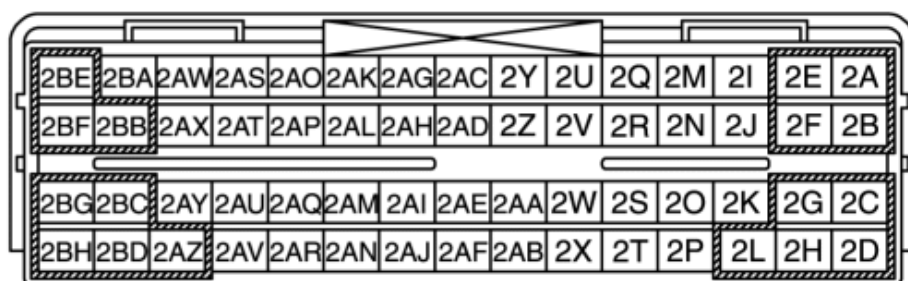 2BE 2BA 2AW 2AS 2AO 2AK 2AG 2AC 2Y 2U 2Q 2M 2I 2E 2A
2BF 2BB 2AX 2AT 2AP 2AL 2AH 2AD 2Z 2V 2R 2N 2J 2F 2B
2BG 2BC 2AY 2AU 2AQ 2AM 2AI 2AE 2AA 2W 2S 2O 2K 2G 2C
2BH 2BD 2AZ 2AV 2AR 2AN 2AJ 2AF 2AB 2X 2T 2P 2L 2H 2D